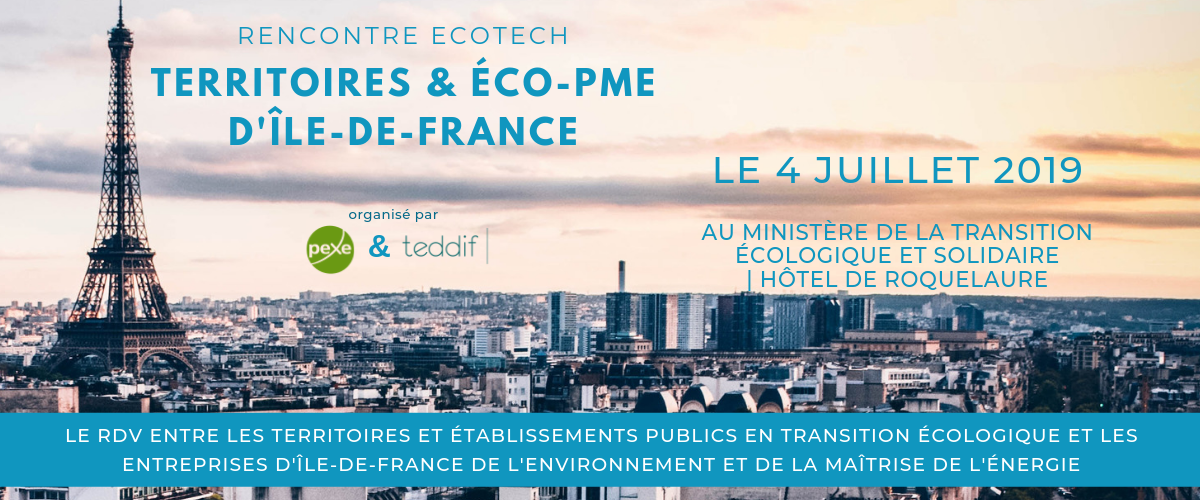 RENCONTRE ECOTECH
TERRITOIRES & ÉCO-PME
D'ÎLE-DE-FRANCE
LE 4 JUILLET 2019
organisé par
pexe & teddif
AU MINISTÈRE DE LA TRANSITION
ÉCOLOGIQUE ET SOLIDAIRE
| HÔTEL DE ROQUELAURE
LE RDV ENTRE LES TERRITOIRES ET ÉTABLISSEMENTS PUBLICS EN TRANSITION ÉCOLOGIQUE ET LES
ENTREPRISES D'ÎLE-DE-FRANCE DE L'ENVIRONNEMENT ET DE LA MAÎTRISE DE L'ÉNERGIE